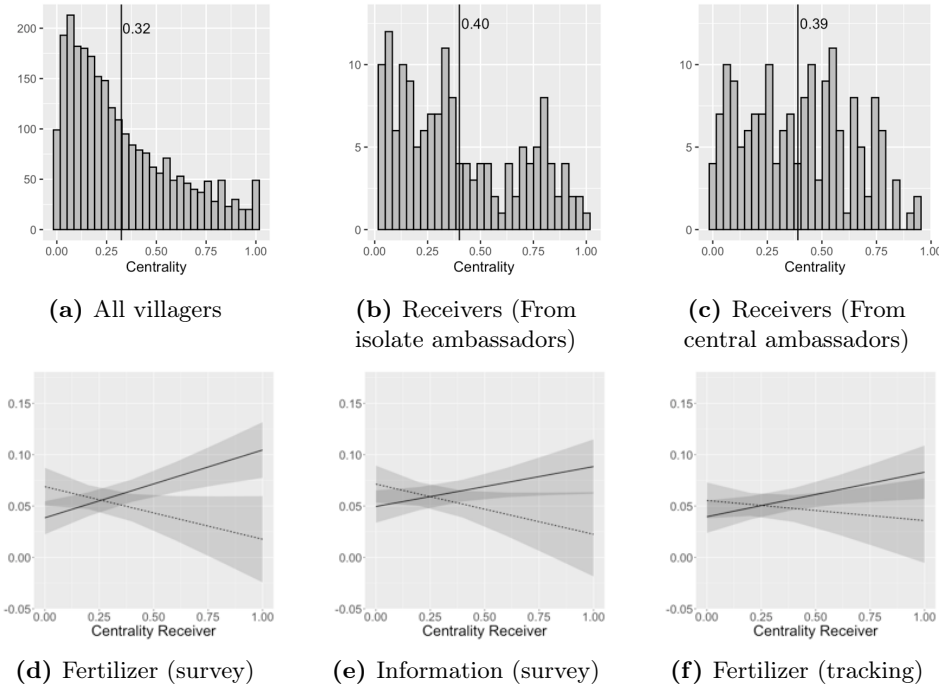 200
150
100
50
0
0.32
0.00 0.25 0.50 0.75 1.00
Centrality
(a) All villagers
10
5
0
0.40
0.00 0.25 0.50 0.75 1.00
Centrality
(b) Receivers (From
isolate ambassadors)
10
5
0
0.39
0.00 0.25 0.50 0.75 1.00
Centrality
(c) Receivers (From
central ambassadors)
0.15
0.10
0.05
0.00
-0.05
0.00 0.25 0.50 0.75 1.00
Centrality Receiver
(d) Fertilizer (survey)
0.15
0.10
0.05
0.00
-0.05
0.00 0.25 0.50 0.75 1.00
Centrality Receiver
(e) Information (survey)
0.15
0.10
0.05
0.00
-0.05
0.00 0.25 0.50 0.75 1.00
Centrality Receiver
(f) Fertilizer (tracking)